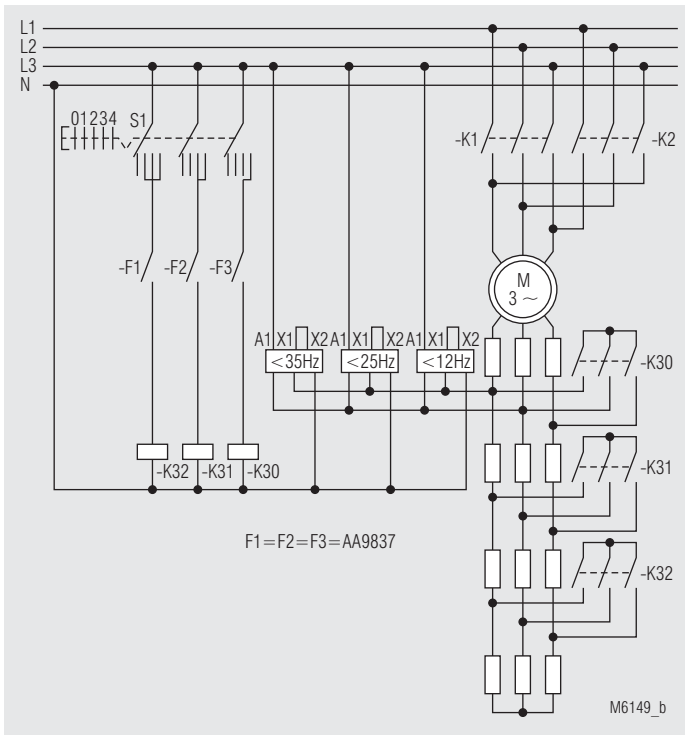 L1
L2
L3
N
01234 S1
-K1 -K2
-F1 -F2 -F3
M
3 ~
A1 X1 X2 A1 X1 X2 A1 X1 X2
<35Hz <25Hz <12Hz
-K30
-K32 -K31 -K30
-K31
F1=F2=F3=AA9837
-K32
M6149_b